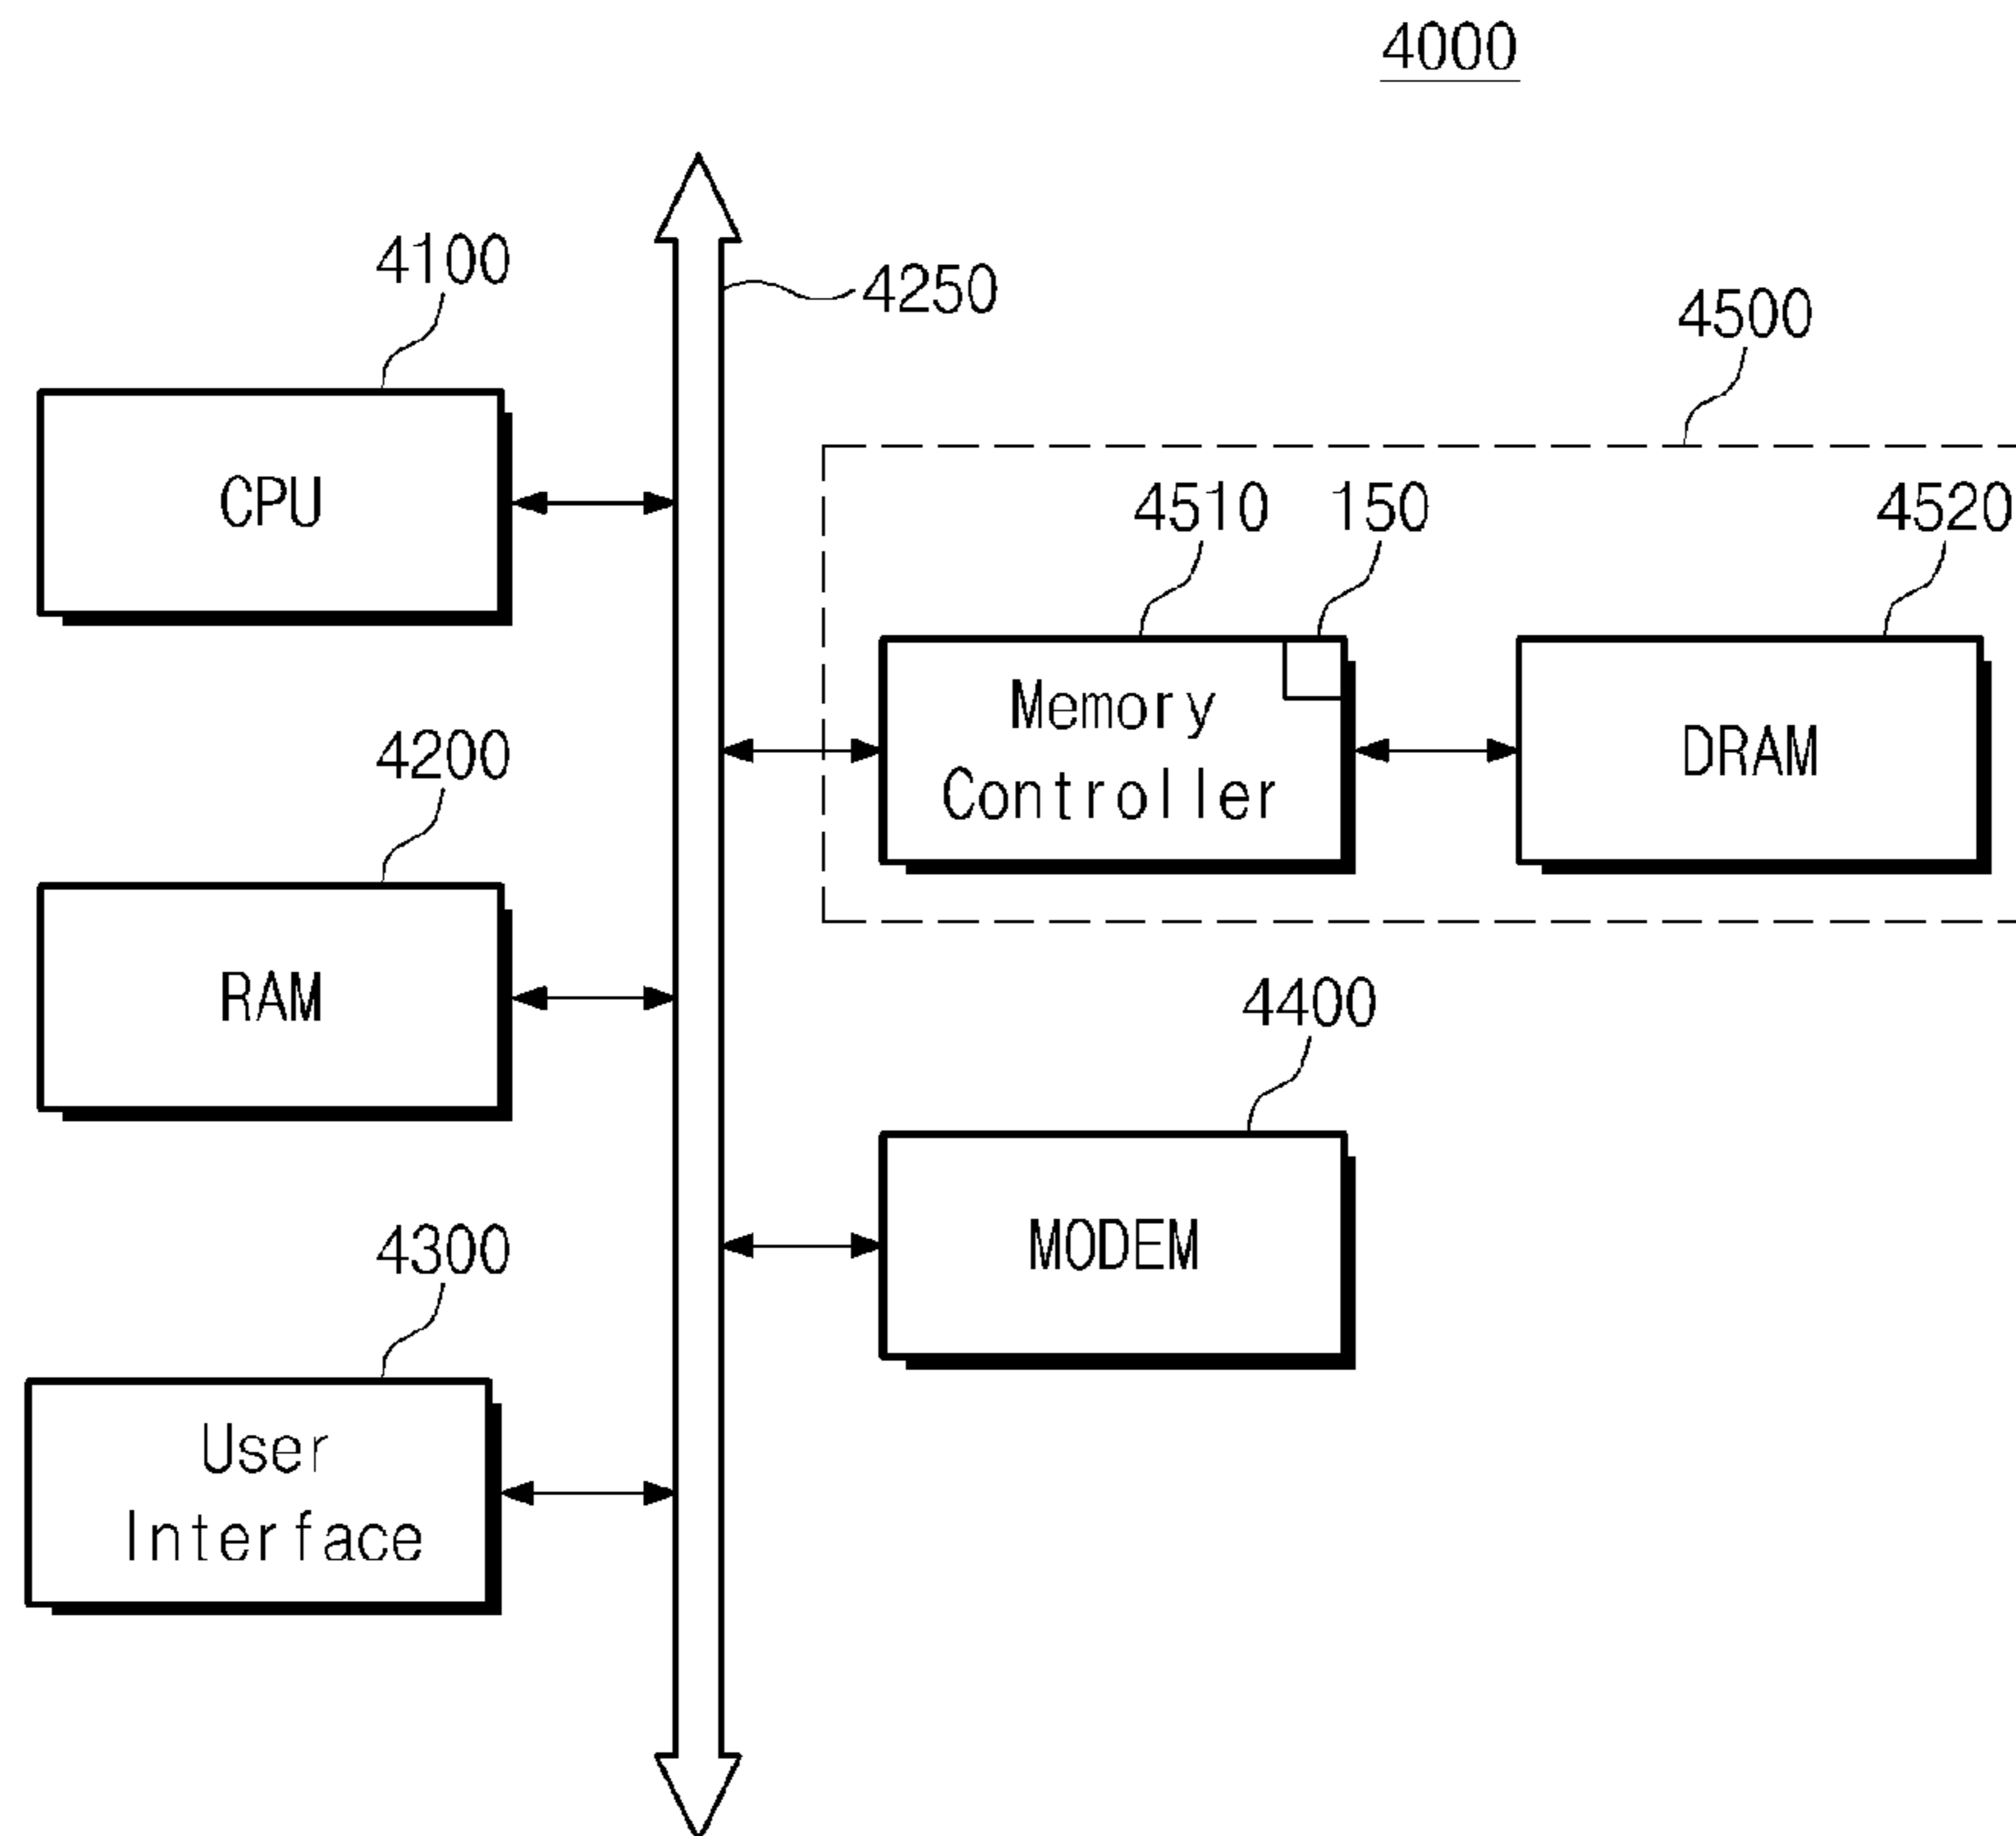 4000
4100
4250
4500
CPU
4510 150 4520
Memory
Controller
DRAM
4200
RAM
4400
MODEM
4300
User
Interface